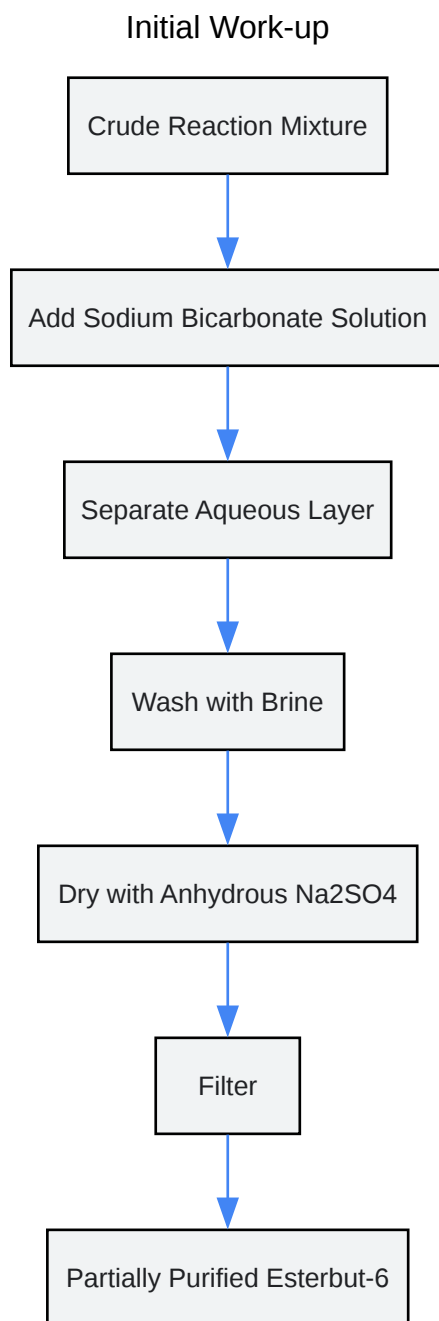 Initial Work-up
Crude Reaction Mixture
Add Sodium Bicarbonate Solution
Separate Aqueous Layer
Wash with Brine
Dry with Anhydrous Na2SO4
Filter
Partially Purified Esterbut-6